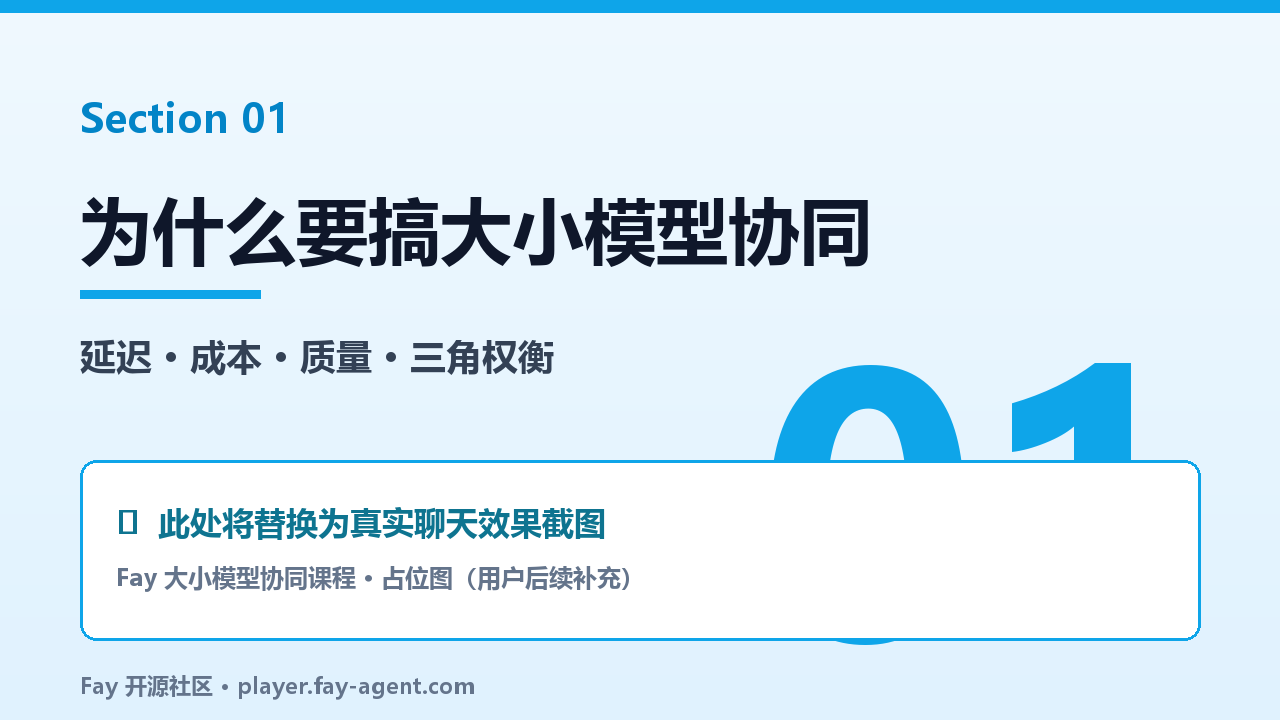 Section 01
为什么要搞大小模型协同
延迟 · 成本 · 质量 · 三角权衡
01
此处将替换为真实聊天效果截图
Fay 大小模型协同课程 · 占位图（用户后续补充）
Fay 开源社区 · player.fay-agent.com